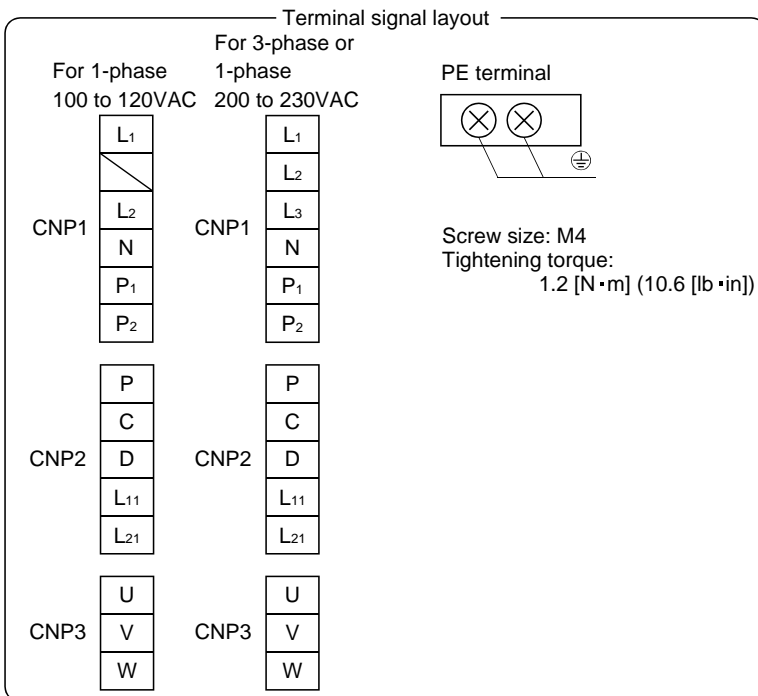 Terminal signal layout
For 1-phase
100 to 120VAC
For 3-phase or
1-phase
200 to 230VAC
PE terminal
CNP1
L1
L2
N
P1
P2
CNP1
L1
L2
L3
N
P1
P2
Screw size: M4
Tightening torque:
1.2 [N▪m] (10.6 [lb▪in])
CNP2
P
C
D
L11
L21
CNP2
P
C
D
L11
L21
CNP3
U
V
W
CNP3
U
V
W